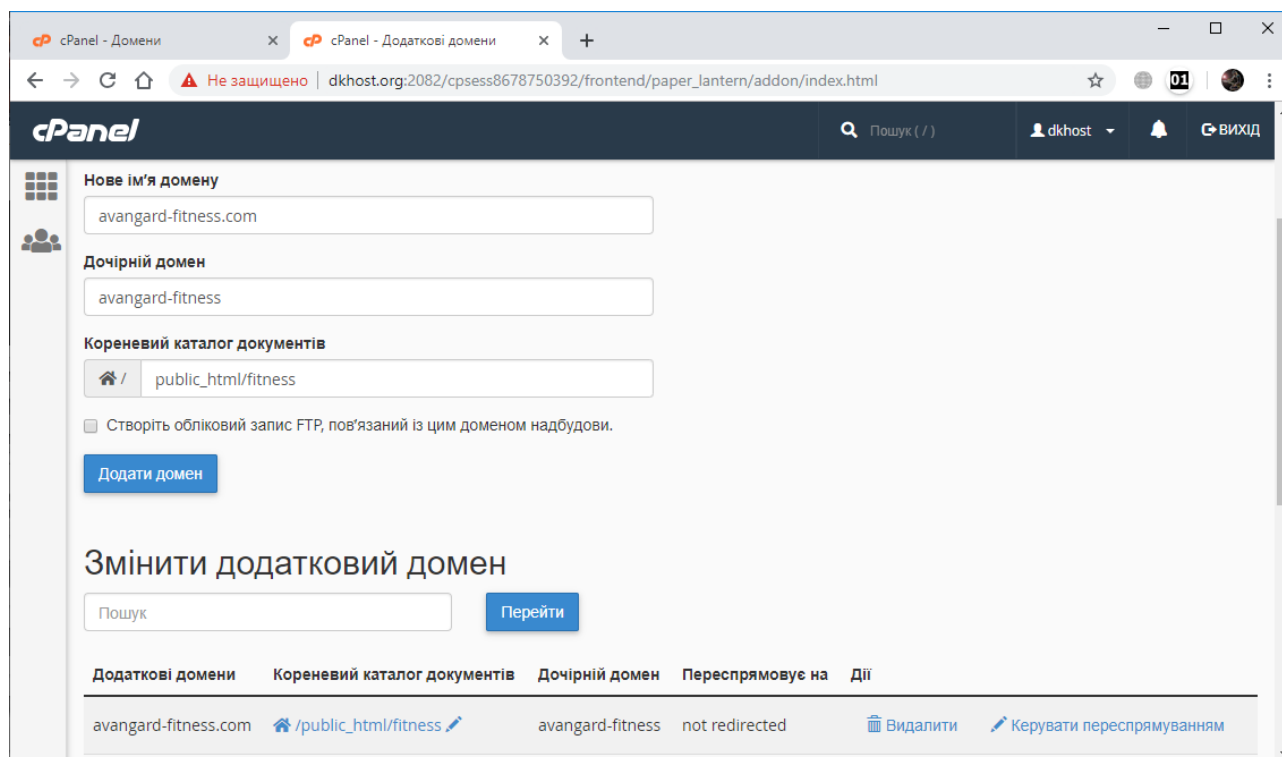 cPanel - Домени
cPanel - Додаткові домени
Не защищено | dkhost.org:2082/cpsess8678750392/frontend/paper_lantern/addon/index.html
01
cPanel
Пошук ( / )
dkhost
ВИХІД
Нове ім'я домену
avangard-fitness.com
Дочірній домен
avangard-fitness
Кореневий каталог документів
/ public_html/fitness
Створіть обліковий запис FTP, пов'язаний із цим доменом надбудови.
Додати домен
Змінити додатковий домен
Пошук
Перейти
Додаткові домени Кореневий каталог документів Дочірній домен Переспрямовує на Дії
avangard-fitness.com /public_html/fitness avangard-fitness not redirected Видалити Керувати переспрямуванням